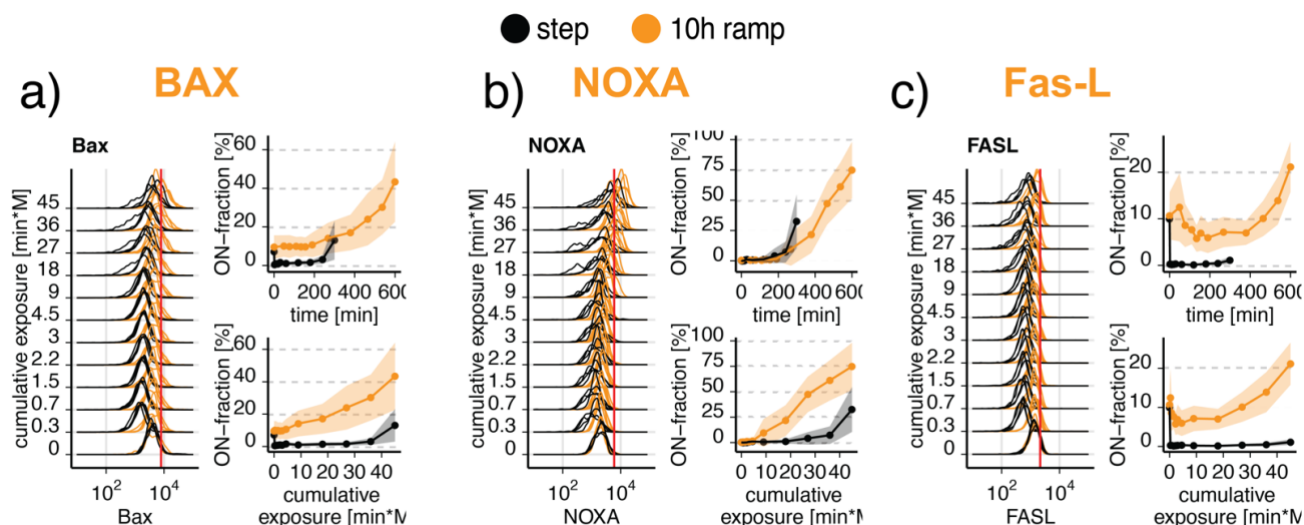 step 10h ramp
a) BAX
Bax
cumulative exposure [min*M]
45
36
27
18
9
4.5
3
2.2
1.5
0.7
0.3
0
10² 10⁴
Bax
ON−fraction [%]
60
40
20
0
0 200 400 600
time [min]
ON−fraction [%]
60
40
20
0
0 10 20 30 40
cumulative
exposure [min*M
b) NOXA
NOXA
cumulative exposure [min*M]
45
36
27
18
9
4.5
3
2.2
1.5
0.7
0.3
0
10² 10⁴
NOXA
ON−fraction [%]
100
75
50
25
0
0 200 400 600
time [min]
ON−fraction [%]
100
75
50
25
0
0 10 20 30 40
cumulative
exposure [min*M
c) Fas-L
FASL
cumulative exposure [min*M]
45
36
27
18
9
4.5
3
2.2
1.5
0.7
0.3
0
10² 10⁴
FASL
ON−fraction [%]
20
10
0
0 200 400 600
time [min]
ON−fraction [%]
20
10
0
0 10 20 30 40
cumulative
exposure [min*M